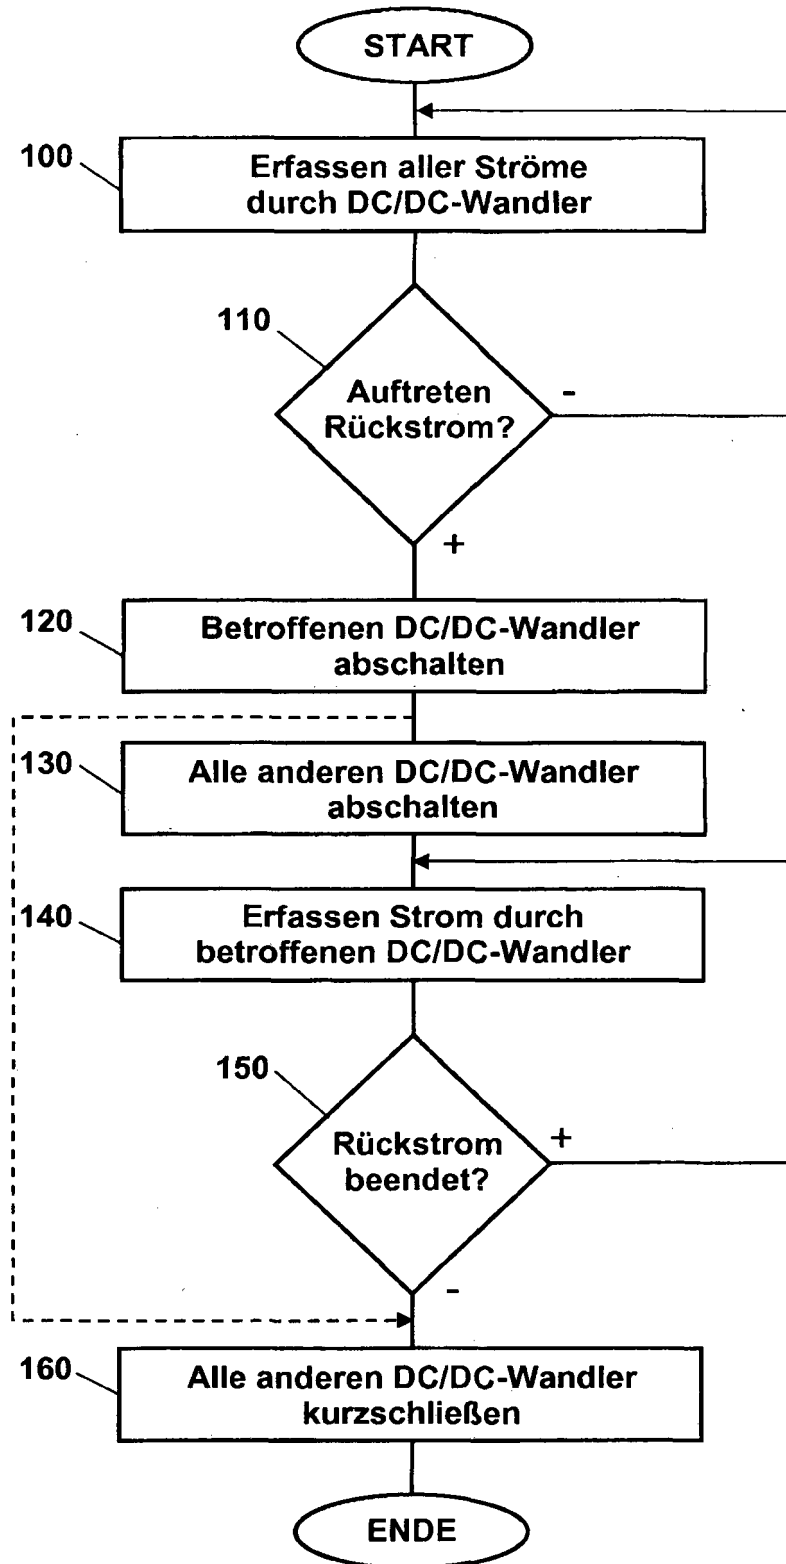 START
100
Erfassen aller Ströme
durch DC/DC-Wandler
110
Auftreten
Rückstrom?
-
+
120
Betroffenen DC/DC-Wandler
abschalten
130
Alle anderen DC/DC-Wandler
abschalten
140
Erfassen Strom durch
betroffenen DC/DC-Wandler
150
Rückstrom
beendet?
+
-
160
Alle anderen DC/DC-Wandler
kurzschließen
ENDE